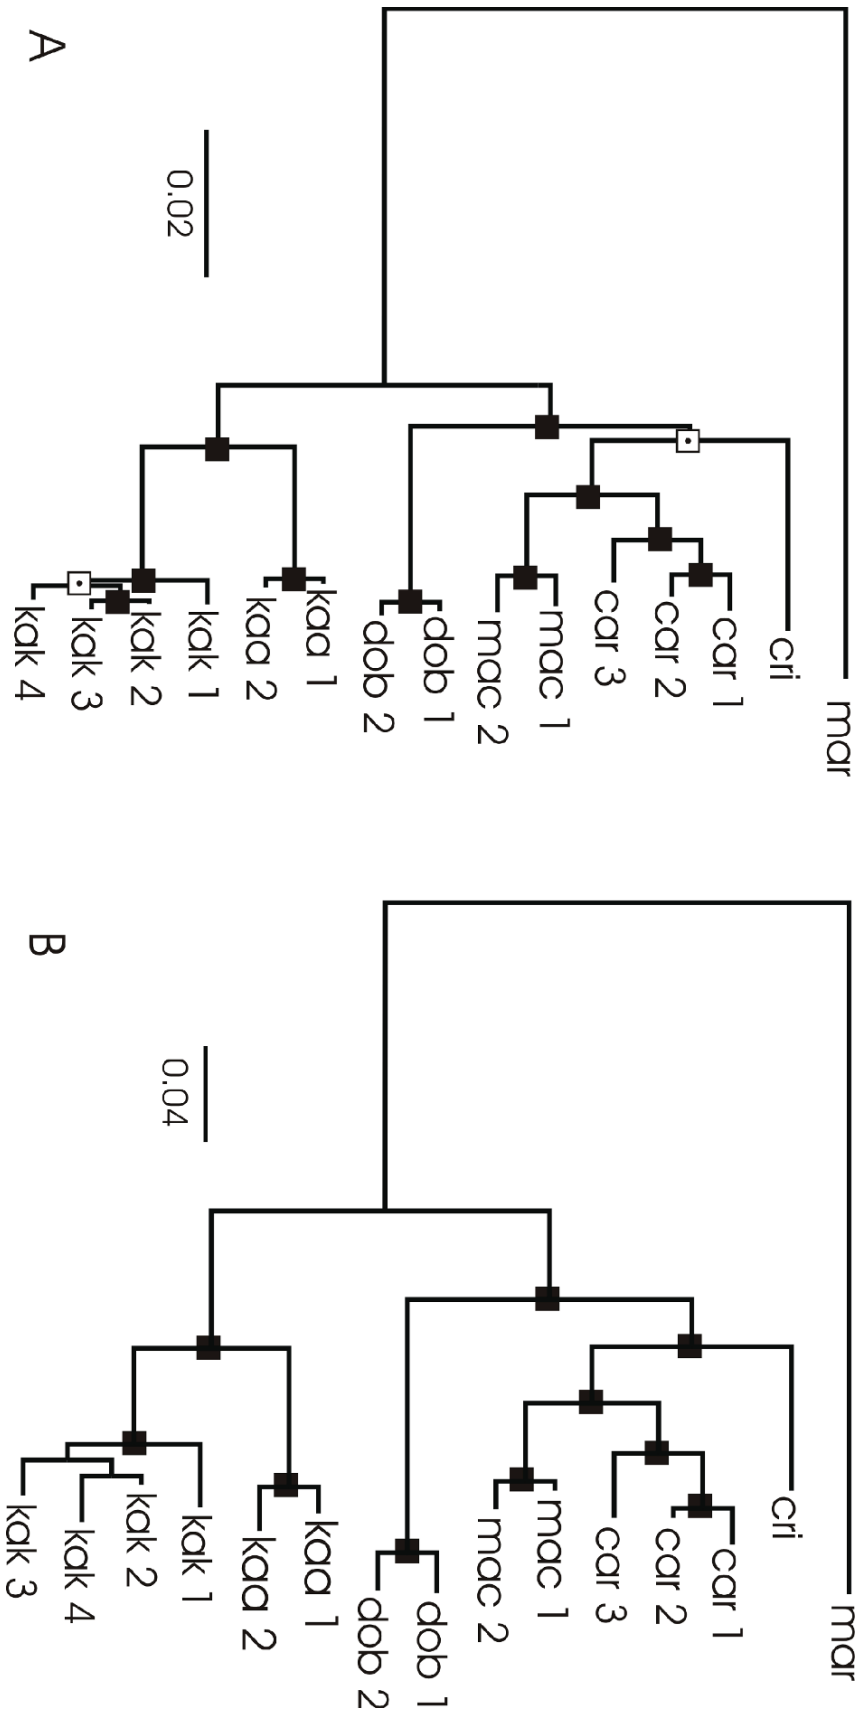 A
0.02
mar
cri
car 1
car 2
car 3
mac 1
mac 2
dob 1
dob 2
kaa 1
kaa 2
kak 1
kak 2
kak 3
kak 4
B
0.04
mar
cri
car 1
car 2
car 3
mac 1
mac 2
dob 1
dob 2
kaa 1
kaa 2
kak 1
kak 2
kak 4
kak 3